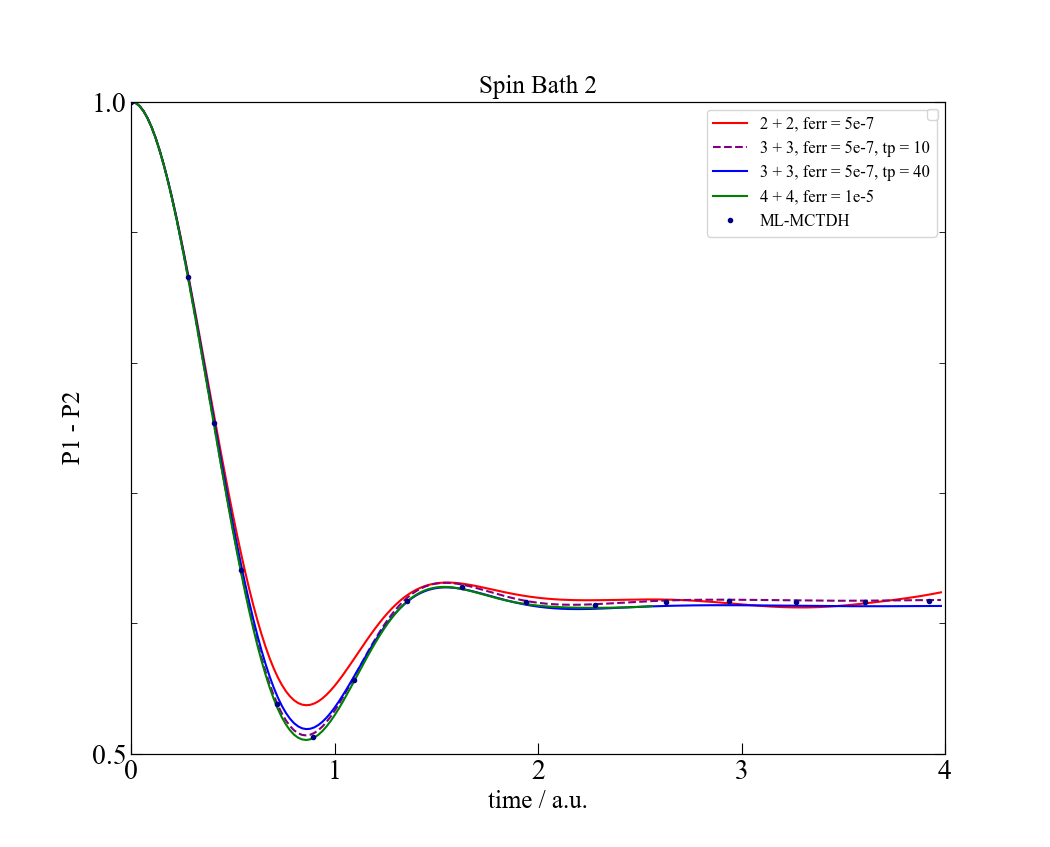 Spin Bath 2
1.0
2 + 2, ferr = 5e-7
3 + 3, ferr = 5e-7, tp = 10
3 + 3, ferr = 5e-7, tp = 40
4 + 4, ferr = 1e-5
ML-MCTDH
P1 - P2
0.5
0 1 2 3 4
time / a.u.